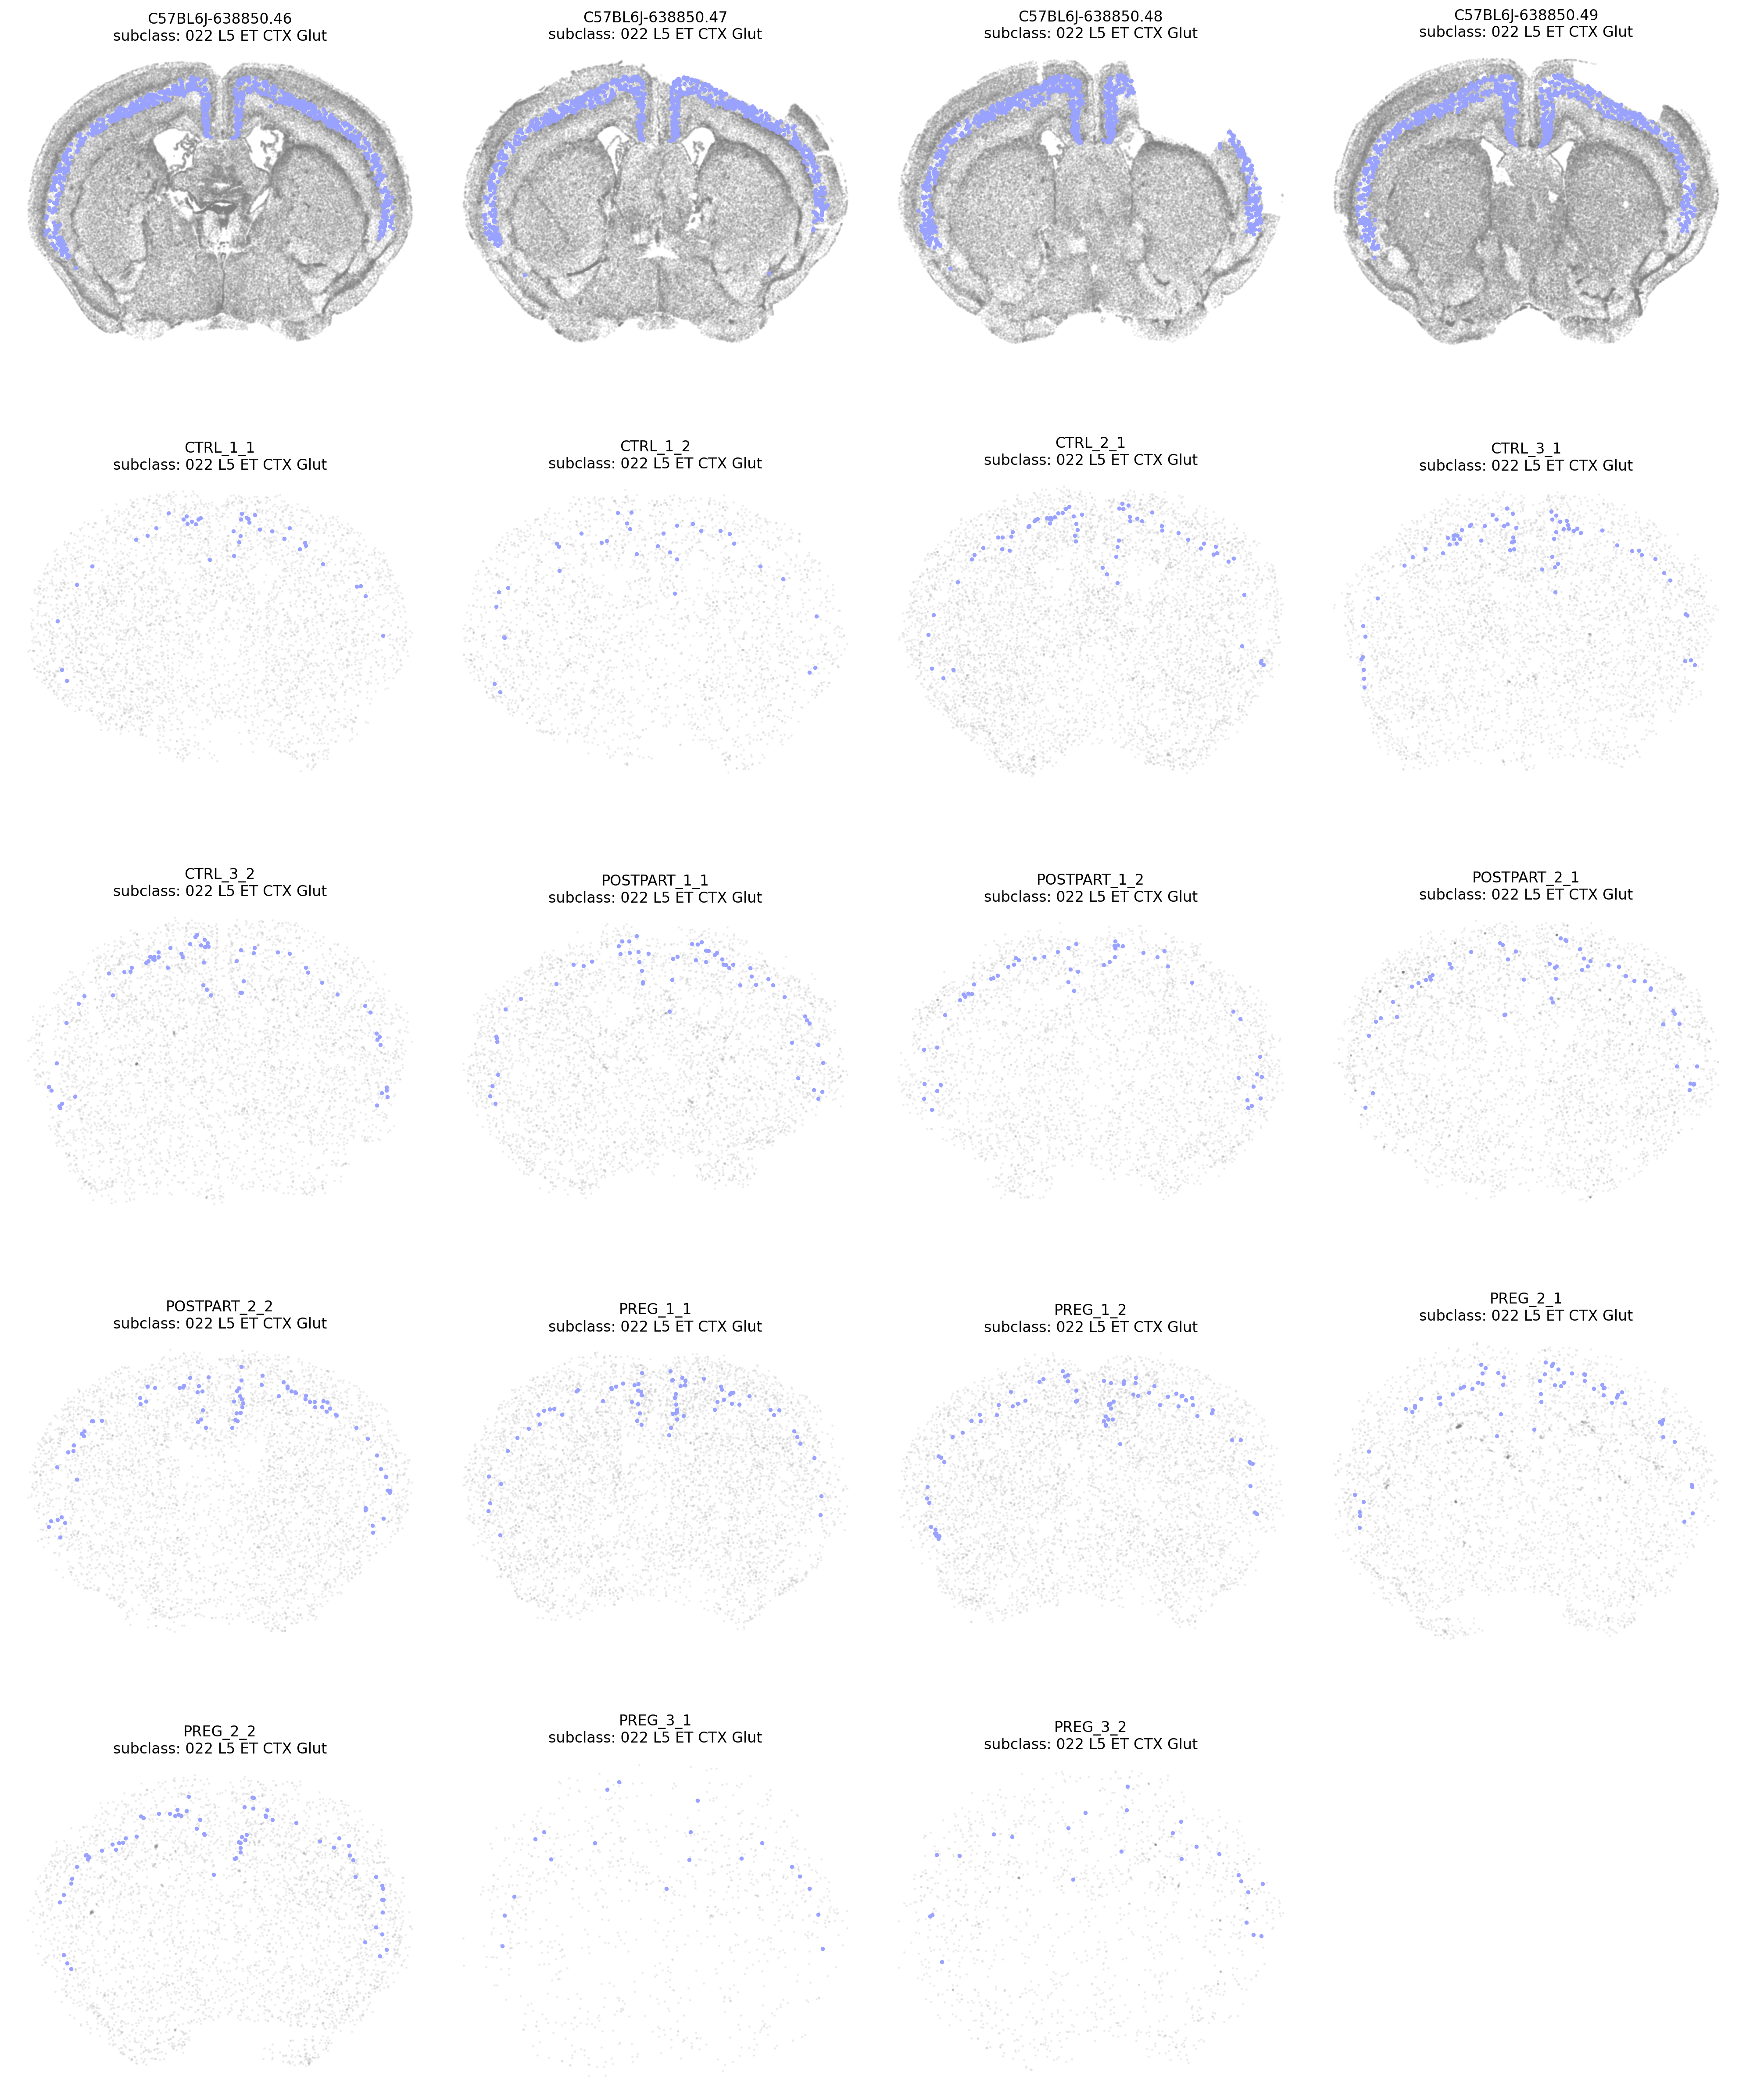 C57BL6J-638850.46
subclass: 022 L5 ET CTX Glut
C57BL6J-638850.47
subclass: 022 L5 ET CTX Glut
C57BL6J-638850.48
subclass: 022 L5 ET CTX Glut
C57BL6J-638850.49
subclass: 022 L5 ET CTX Glut
CTRL_1_1
subclass: 022 L5 ET CTX Glut
CTRL_1_2
subclass: 022 L5 ET CTX Glut
CTRL_2_1
subclass: 022 L5 ET CTX Glut
CTRL_3_1
subclass: 022 L5 ET CTX Glut
CTRL_3_2
subclass: 022 L5 ET CTX Glut
POSTPART_1_1
subclass: 022 L5 ET CTX Glut
POSTPART_1_2
subclass: 022 L5 ET CTX Glut
POSTPART_2_1
subclass: 022 L5 ET CTX Glut
POSTPART_2_2
subclass: 022 L5 ET CTX Glut
PREG_1_1
subclass: 022 L5 ET CTX Glut
PREG_1_2
subclass: 022 L5 ET CTX Glut
PREG_2_1
subclass: 022 L5 ET CTX Glut
PREG_2_2
subclass: 022 L5 ET CTX Glut
PREG_3_1
subclass: 022 L5 ET CTX Glut
PREG_3_2
subclass: 022 L5 ET CTX Glut